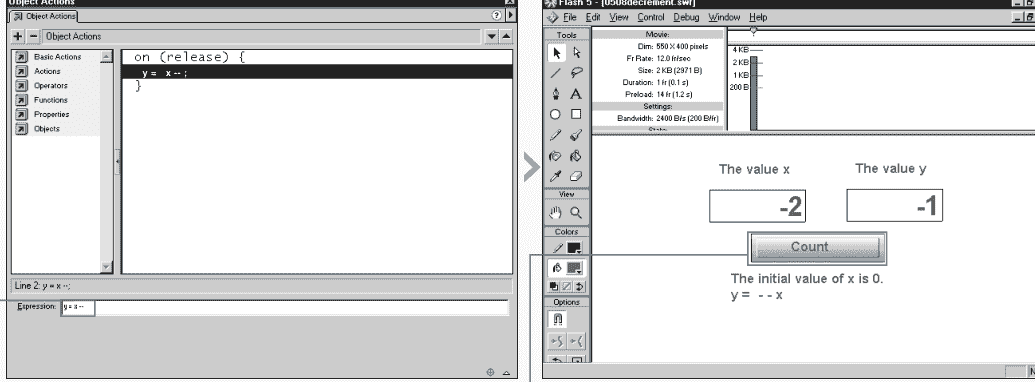 Object Actions
Object Actions
Object Actions
Basic Actions
Actions
Operators
Functions
Properties
Objects
on (release) {
y = x -- ;
}
Line 2: y = x --;
Expression: y = x --
Flash 5 - [0508decrement.swf]
File Edit View Control Debug Window Help
Tools
View
Colors
Options
Movie:
Dim: 550 X 400 pixels
Fr Rate: 12.0 fr/sec
Size: 2 KB (2971 B)
Duration: 1 fr (0.1 s)
Preload: 14 fr (1.2 s)
Settings:
Bandwidth: 2400 B/s (200 B/fr)
State:
4 KB
2 KB
1 KB
200 B
The value x
The value y
-2
-1
Count
The initial value of x is 0.
y = - - x